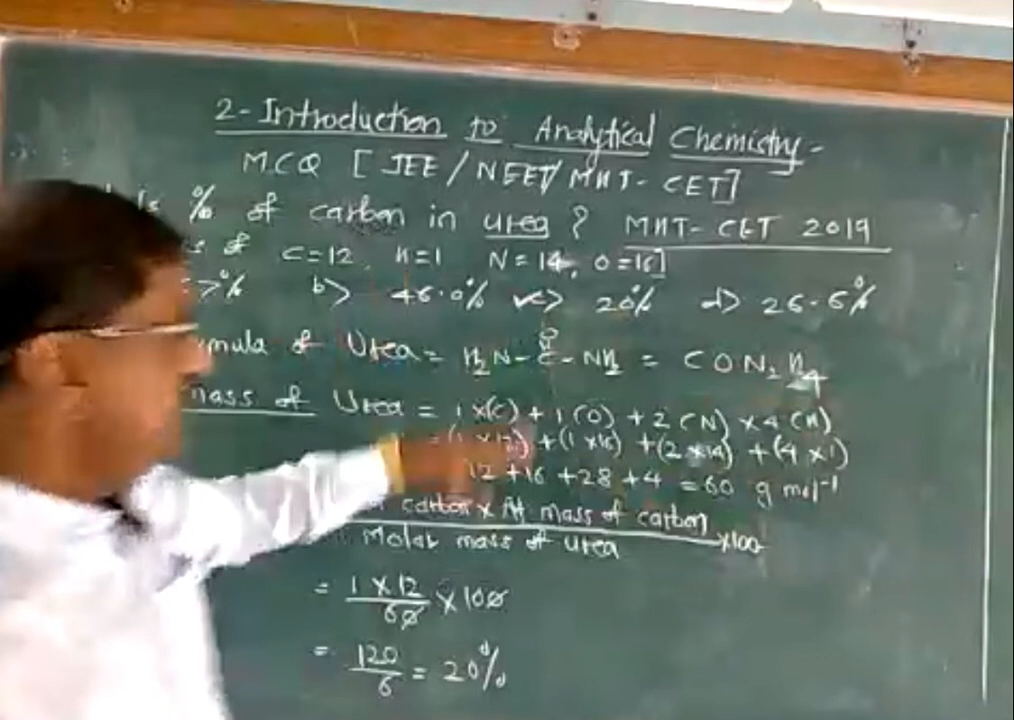 2- Introduction to Analytical Chemistry -
M.C.Q [ JEE / NEET/ MHT- CET]
% of carbon in urea ? MHT- CET 2019
of C=12, H=1 N = 14, O=16]
7% b> 46.0% ✓c> 20% d> 26.6%
of Urea = H2N-C-NH2 = CON2H4
O
mass of Urea = 1 x(C) + 1 (O) + 2 (N) x 4 (H)
= (1 x 12) + (1 x 16) + (2 x 14) + (4 x 1)
12 +16 +28 +4 = 60 g mol-1
carbon x At mass of carbon
Molar mass of urea x100
= 1 x 12 / 60 x 100
= 120 / 6 = 20%